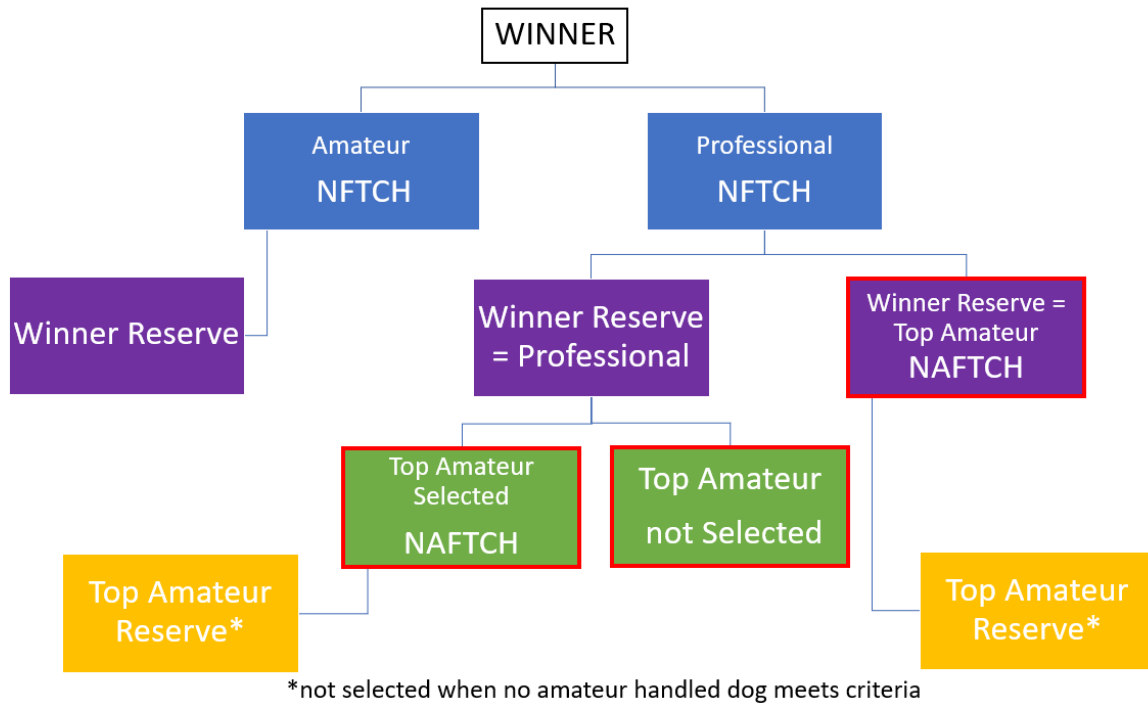 WINNER
Amateur
NFTCH
Professional
NFTCH
Winner Reserve
Winner Reserve
= Professional
Winner Reserve =
Top Amateur
NAFTCH
Top Amateur
Selected
NAFTCH
Top Amateur
not Selected
Top Amateur
Reserve*
Top Amateur
Reserve*
*not selected when no amateur handled dog meets criteria